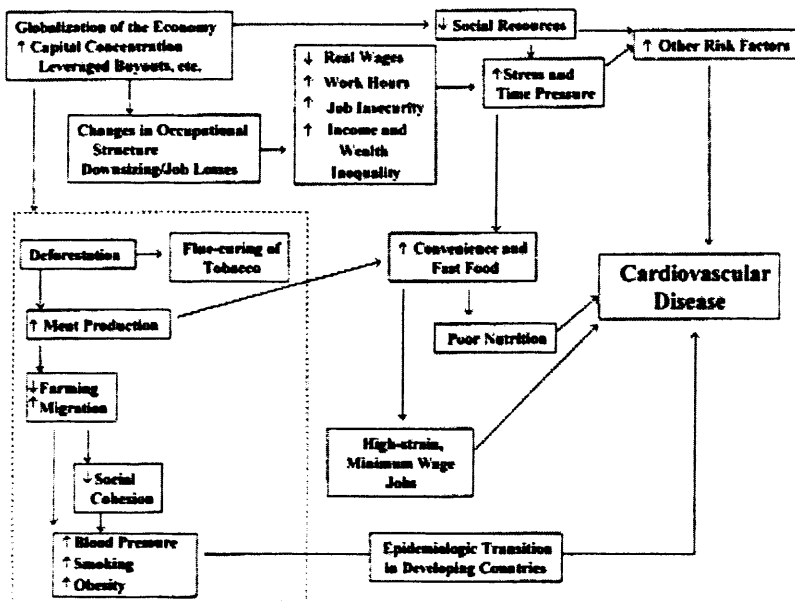 Globalization of the Economy
↑ Capital Concentration
Leveraged Buyouts, etc.
↓ Social Resources
↑ Other Risk Factors
↓ Real Wages
↑ Work Hours
↑ Job Insecurity
↑ Income and
Wealth
Inequality
↑ Stress and
Time Pressure
Changes in Occupational
Structure
Downsizing/Job Losses
Deforestation
Flue-curing of
Tobacco
↑ Convenience and
Fast Food
Cardiovascular
Disease
↑ Meat Production
Poor Nutrition
↓ Farming
↑ Migration
High-strain,
Minimum Wage
Jobs
↓ Social
Cohesion
↑ Blood Pressure
↑ Smoking
↑ Obesity
Epidemiologic Transition
in Developing Countries